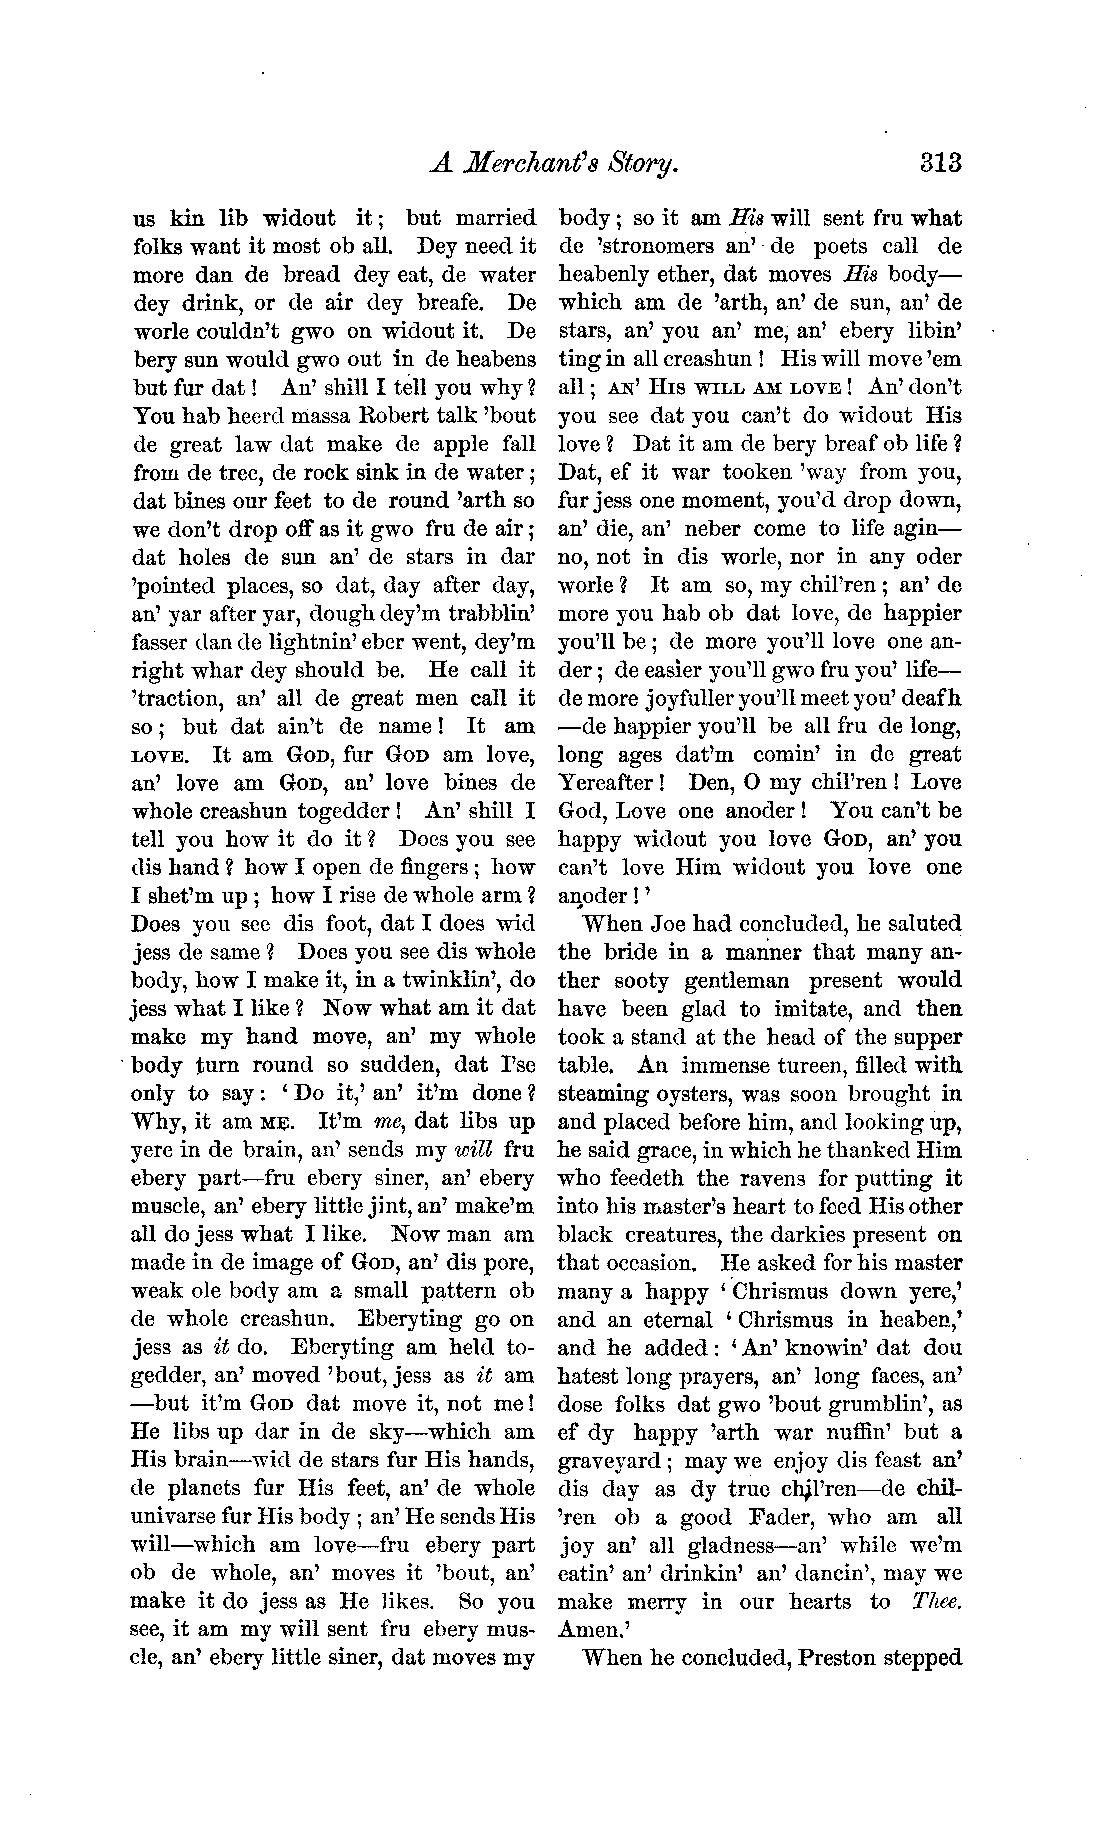 A Merchant's Story. 313
us kin lib widout it; but married
folks want it most ob all. Dey need it
more dan de bread dey eat, de water
dey drink, or de air dey breafe. De
worle couldn't gwo on widout it. De
bery sun would gwo out in de heabens
but fur dat! An' shill I tell you why?
You hab heerd massa Robert talk 'bout
de great law dat make de apple fall
from de tree, de rock sink in de water;
dat bines our feet to de round 'arth so
we don't drop off as it gwo fru de air;
dat holes de sun an' de stars in dar
'pointed places, so dat, day after day,
an' yar after yar, dough dey'm trabblin'
fasser dan de lightnin' eber went, dey'm
right whar dey should be. He call it
'traction, an' all de great men call it
so; but dat ain't de name! It am
LOVE. It am GOD, fur GOD am love,
an' love am GOD, an' love bines de
whole creashun togedder! An' shill I
tell you how it do it? Does you see
dis hand? how I open de fingers; how
I shet'm up; how I rise de whole arm?
Does you see dis foot, dat I does wid
jess de same? Does you see dis whole
body, how I make it, in a twinklin', do
jess what I like? Now what am it dat
make my hand move, an' my whole
body turn round so sudden, dat I'se
only to say: 'Do it,' an' it'm done?
Why, it am ME. It'm me, dat libs up
yere in de brain, an' sends my will fru
ebery part—fru ebery siner, an' ebery
muscle, an' ebery little jint, an' make'm
all do jess what I like. Now man am
made in de image of GOD, an' dis pore,
weak ole body am a small pattern ob
de whole creashun. Eberyting go on
jess as it do. Eberyting am held to-
gedder, an' moved 'bout, jess as it am
—but it'm GOD dat move it, not me!
He libs up dar in de sky—which am
His brain—wid de stars fur His hands,
de planets fur His feet, an' de whole
univarse fur His body; an' He sends His
will—which am love—fru ebery part
ob de whole, an' moves it 'bout, an'
make it do jess as He likes. So you
see, it am my will sent fru ebery mus-
cle, an' ebery little siner, dat moves my
body; so it am His will sent fru what
de 'stronomers an' de poets call de
heabenly ether, dat moves His body—
which am de 'arth, an' de sun, an' de
stars, an' you an' me, an' ebery libin'
ting in all creashun! His will move 'em
all; AN' HIS WILL AM LOVE! An' don't
you see dat you can't do widout His
love? Dat it am de bery breaf ob life?
Dat, ef it war tooken 'way from you,
fur jess one moment, you'd drop down,
an' die, an' neber come to life agin—
no, not in dis worle, nor in any oder
worle? It am so, my chil'ren; an' de
more you hab ob dat love, de happier
you'll be; de more you'll love one an-
der; de easier you'll gwo fru you' life—
de more joyfuller you'll meet you' deafh
—de happier you'll be all fru de long,
long ages dat'm comin' in de great
Yereafter! Den, O my chil'ren! Love
God, Love one anoder! You can't be
happy widout you love GOD, an' you
can't love Him widout you love one
anoder!'
When Joe had concluded, he saluted
the bride in a manner that many an-
ther sooty gentleman present would
have been glad to imitate, and then
took a stand at the head of the supper
table. An immense tureen, filled with
steaming oysters, was soon brought in
and placed before him, and looking up,
he said grace, in which he thanked Him
who feedeth the ravens for putting it
into his master's heart to feed His other
black creatures, the darkies present on
that occasion. He asked for his master
many a happy 'Chrismus down yere,'
and an eternal 'Chrismus in heaben,'
and he added: 'An' knowin' dat dou
hatest long prayers, an' long faces, an'
dose folks dat gwo 'bout grumblin', as
ef dy happy 'arth war nuffin' but a
graveyard; may we enjoy dis feast an'
dis day as dy true chil'ren—de chil-
'ren ob a good Fader, who am all
joy an' all gladness—an' while we'm
eatin' an' drinkin' an' dancin', may we
make merry in our hearts to Thee.
Amen.'
When he concluded, Preston stepped